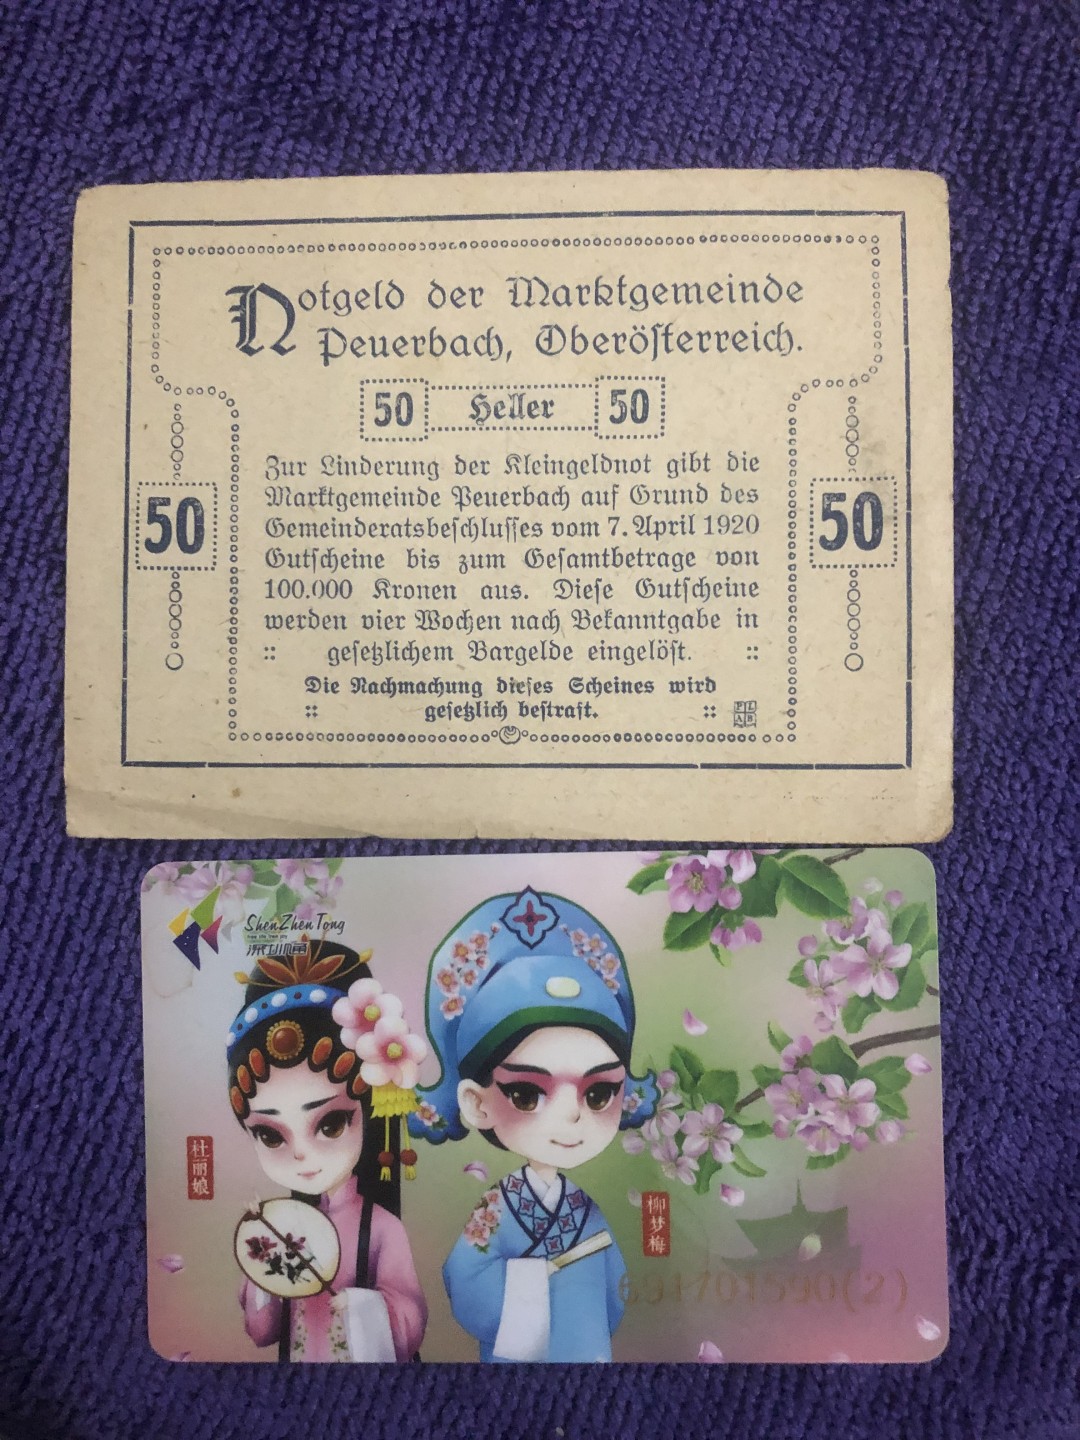 Notgeld der Marktgemeinde
Peuerbach, Oberösterreich.
50 Heller 50
50
50
Zur Linderung der Kleingeldnot gibt die
Marktgemeinde Peuerbach auf Grund des
Gemeinderatsbeschlusses vom 7. April 1920
Gutscheine bis zum Gesamtbetrage von
100.000 Kronen aus. Diese Gutscheine
werden vier Wochen nach Bekanntgabe in
:: gesetzlichem Bargelde eingelöst. ::
Die Nachmachung dieses Scheines wird
:: gesetzlich bestraft. ::
ShenZhenTong
深圳通
杜丽娘
柳梦梅
691701590(2)